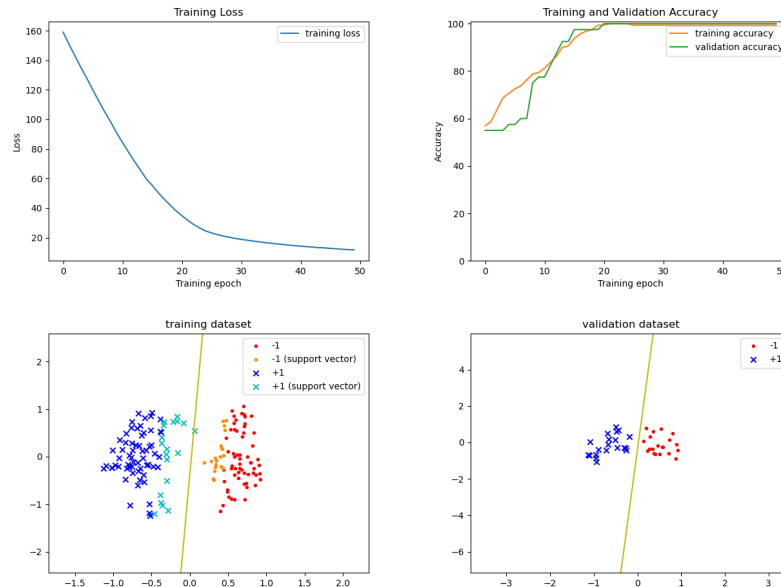 Training Loss
160
140
120
100
80
60
40
20
0 10 20 30 40 50
Loss
Training epoch
training loss
Training and Validation Accuracy
100
80
60
40
20
0
0 10 20 30 40 50
Accuracy
Training epoch
training accuracy
validation accuracy
training dataset
2
1
0
−1
−2
−1.5 −1.0 −0.5 0.0 0.5 1.0 1.5 2.0
-1
-1 (support vector)
+1
+1 (support vector)
validation dataset
6
4
2
0
−2
−4
−6
−3 −2 −1 0 1 2 3
-1
+1